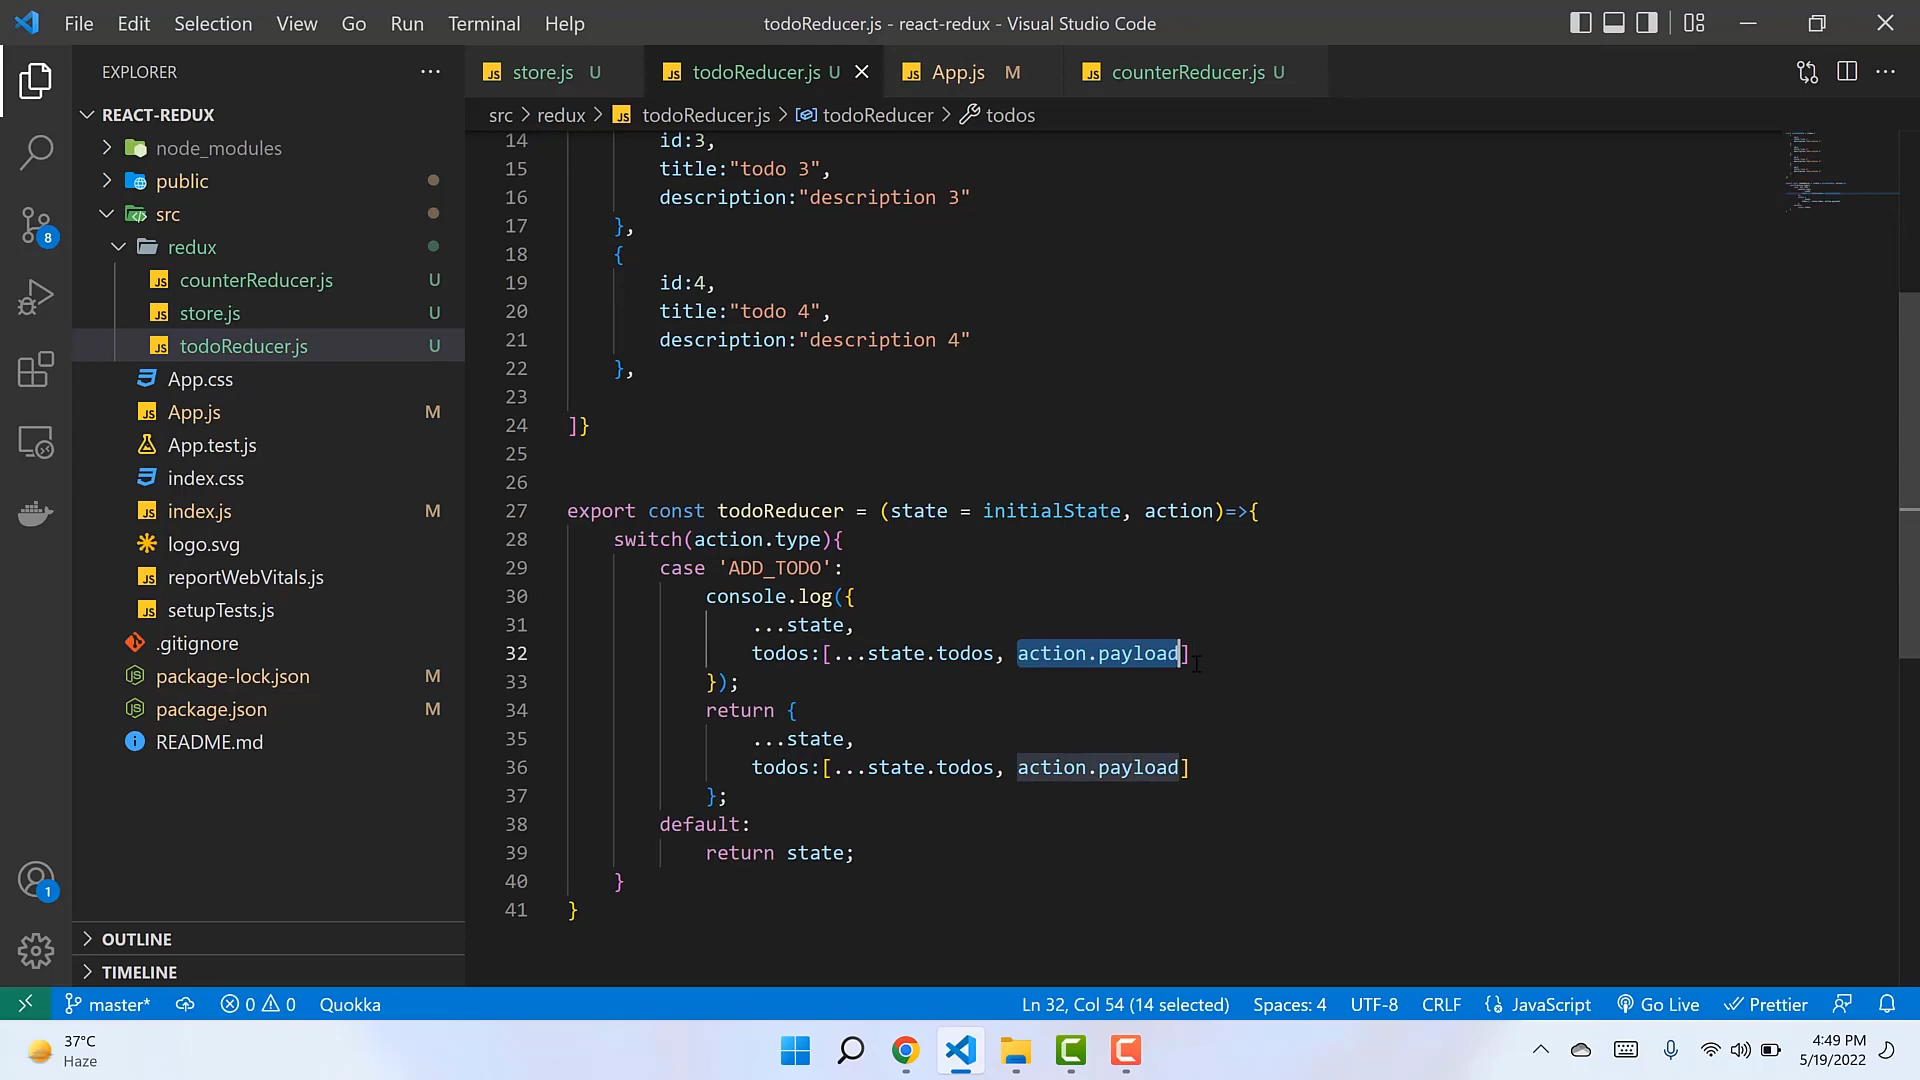 File Edit Selection View Go Run Terminal Help
todoReducer.js - react-redux - Visual Studio Code
EXPLORER
REACT-REDUX
node_modules
public
src
redux
counterReducer.js U
store.js U
todoReducer.js U
App.css
App.js M
App.test.js
index.css
index.js M
logo.svg
reportWebVitals.js
setupTests.js
.gitignore
package-lock.json M
package.json M
README.md
OUTLINE
TIMELINE
8
1
JS store.js U
JS todoReducer.js U
JS App.js M
JS counterReducer.js U
src > redux > JS todoReducer.js > todoReducer > todos
14 id:3,
15 title:"todo 3",
16 description:"description 3"
17 },
18 {
19 id:4,
20 title:"todo 4",
21 description:"description 4"
22 },
23
24 ]}
25
26
27 export const todoReducer = (state = initialState, action)=>{
28 switch(action.type){
29 case 'ADD_TODO':
30 console.log({
31 ...state,
32 todos:[...state.todos, action.payload]
33 });
34 return {
35 ...state,
36 todos:[...state.todos, action.payload]
37 };
38 default:
39 return state;
40 }
41 }
master* 0 0 Quokka
Ln 32, Col 54 (14 selected) Spaces: 4 UTF-8 CRLF JavaScript Go Live Prettier
37°C
Haze
4:49 PM
5/19/2022